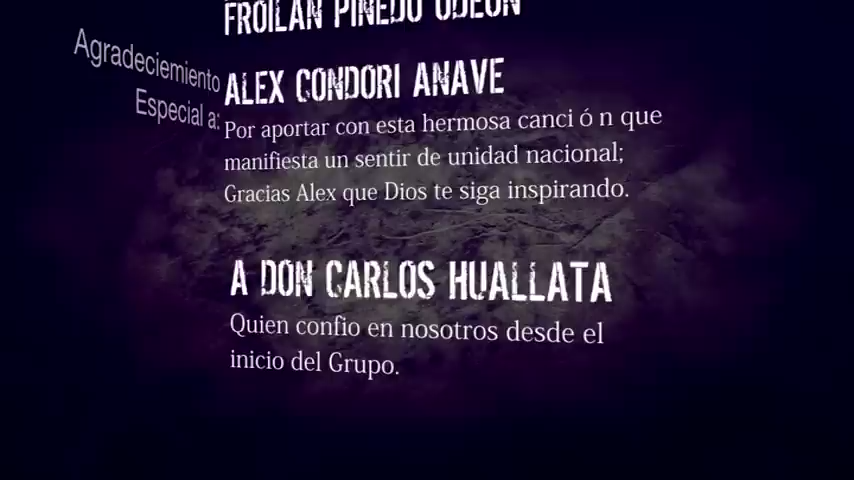 FROILAN PINEDO ODEON
Agradeciemiento
Especial a:
ALEX CONDORI ANAVE
Por aportar con esta hermosa canci ó n que
manifiesta un sentir de unidad nacional;
Gracias Alex que Dios te siga inspirando.
A DON CARLOS HUALLATA
Quien confio en nosotros desde el
inicio del Grupo.